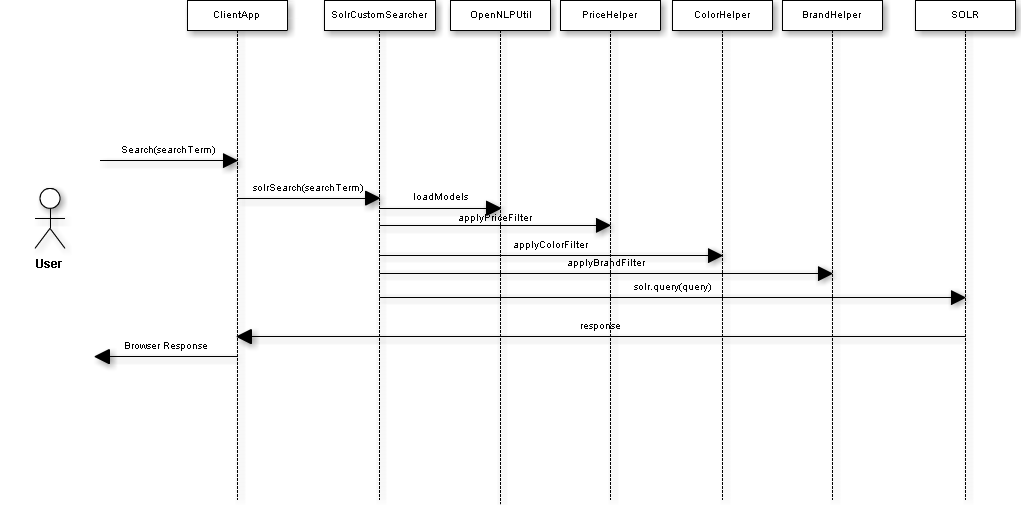 ClientApp
SolrCustomSearcher
OpenNLPUtil
PriceHelper
ColorHelper
BrandHelper
SOLR
Search(searchTerm)
solrSearch(searchTerm)
loadModels
applyPriceFilter
applyColorFilter
User
applyBrandFilter
solr.query(query)
response
Browser Response